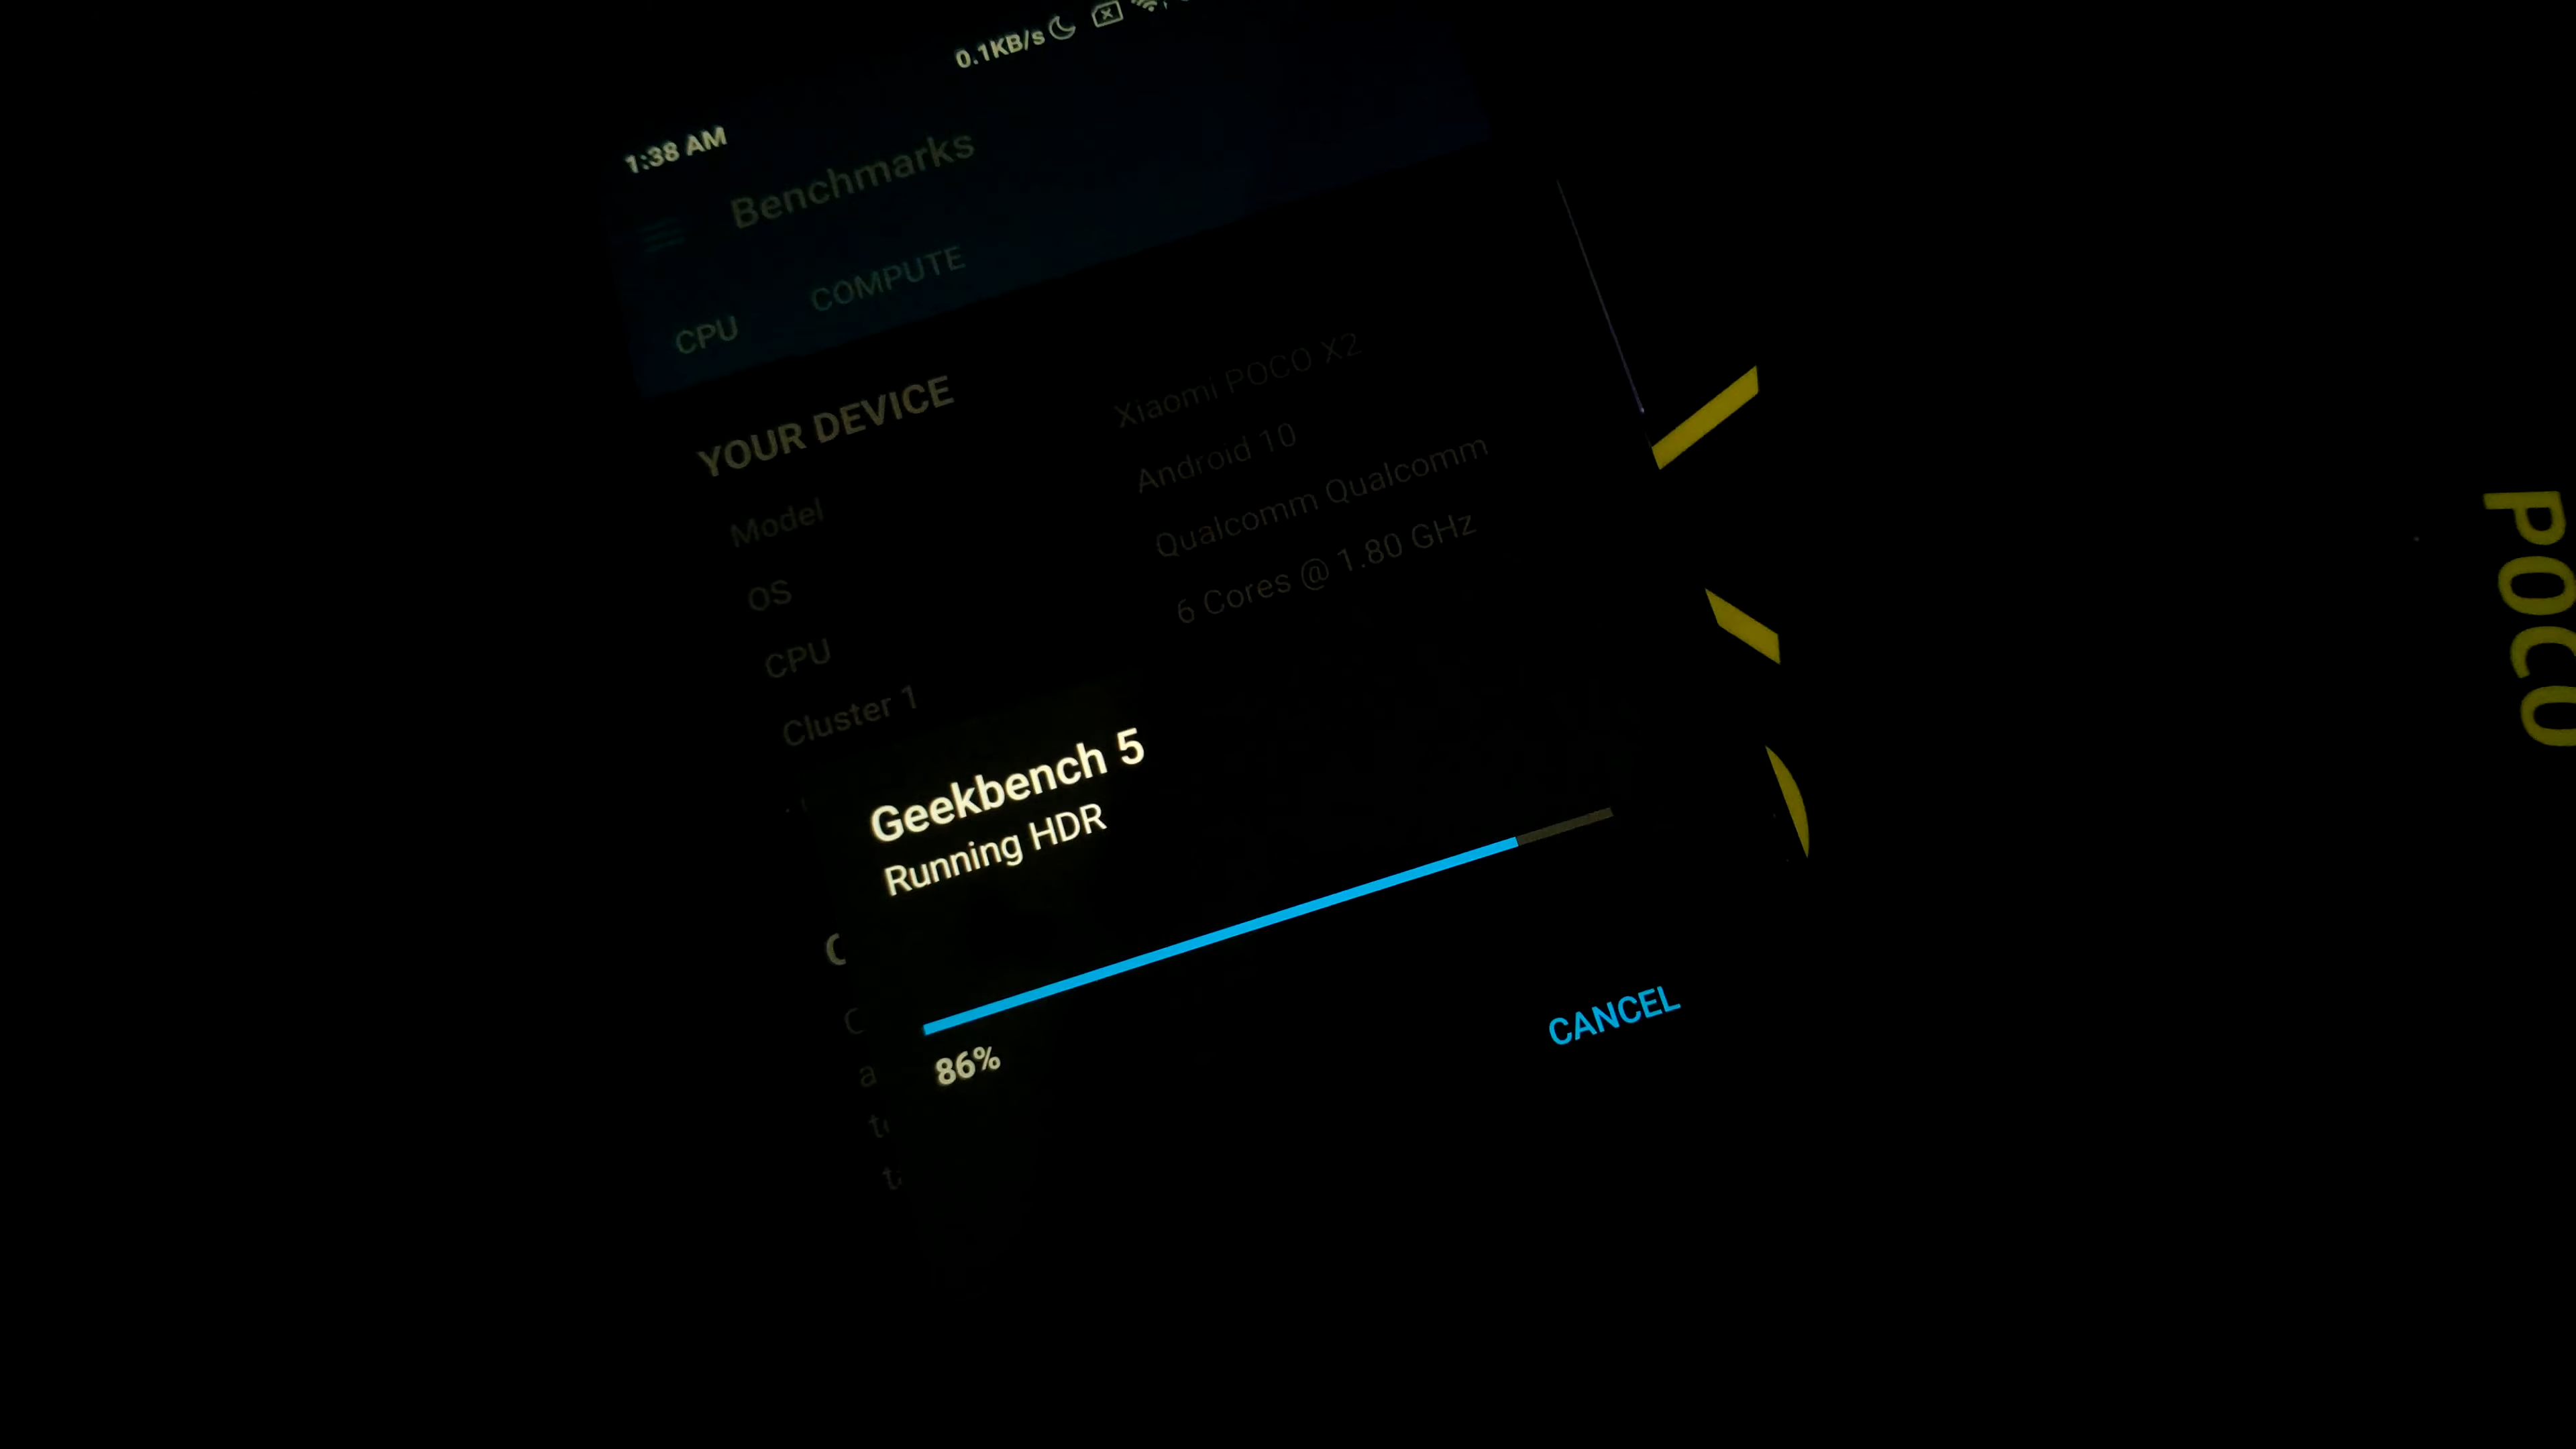 0.1KB/s
1:38 AM
Benchmarks
CPU COMPUTE
YOUR DEVICE
Model Xiaomi POCO X2
OS Android 10
CPU Qualcomm Qualcomm
Cluster 1 6 Cores @ 1.80 GHz
Geekbench 5
Running HDR
86%
CANCEL
POCO